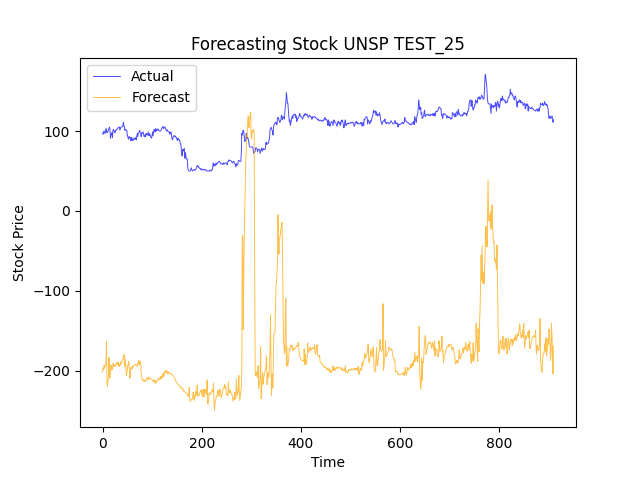 Forecasting Stock UNSP TEST_25
Actual
Forecast
100
0
−100
−200
Stock Price
0
200
400
600
800
Time